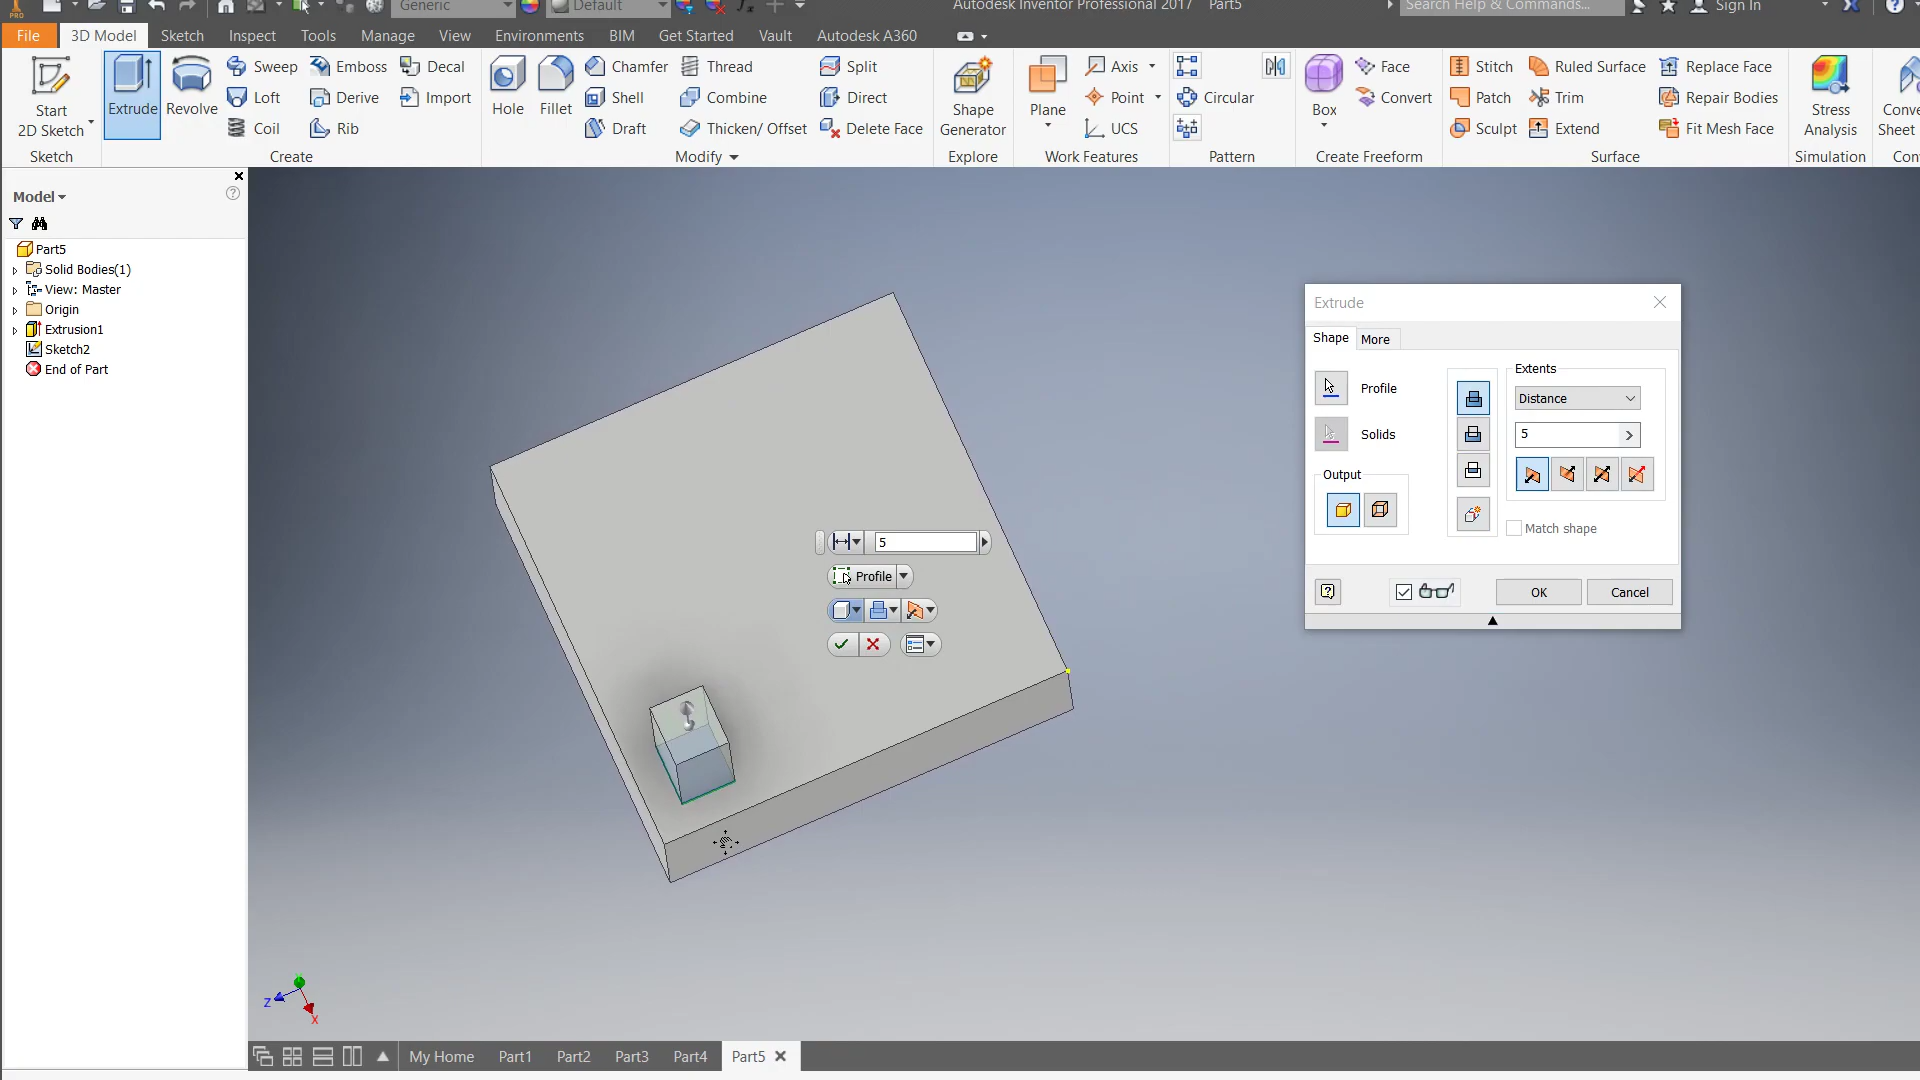 PRO Generic Default Autodesk Inventor Professional 2017 Part5 Search Help & Commands... Sign In
File 3D Model Sketch Inspect Tools Manage View Environments BIM Get Started Vault Autodesk A360
Start 2D Sketch Extrude Revolve Sweep Emboss Decal
Loft Derive Import
Coil Rib
Hole Fillet Chamfer Thread Split
Shell Combine Direct
Draft Thicken/ Offset Delete Face
Shape Generator Plane Axis
Point
UCS
Circular
Box Face
Convert
Stitch Ruled Surface Replace Face
Patch Trim Repair Bodies
Sculpt Extend Fit Mesh Face
Stress Analysis
Sketch Create Modify Explore Work Features Pattern Create Freeform Surface Simulation
Model
Part5
Solid Bodies(1)
View: Master
Origin
Extrusion1
Sketch2
End of Part
5
Profile
Extrude
Shape More
Profile
Solids
Output
Extents
Distance
5
Match shape
OK Cancel
Z
X
My Home Part1 Part2 Part3 Part4 Part5